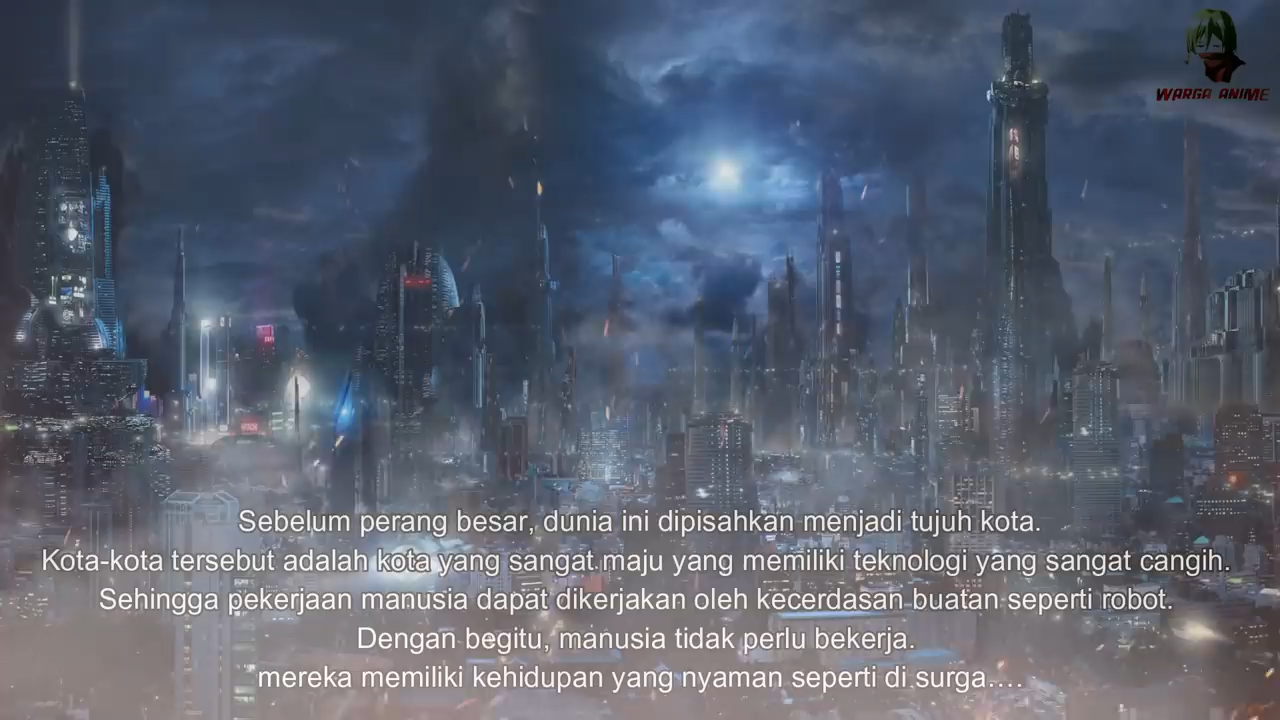 WARGA ANIME
Sebelum perang besar, dunia ini dipisahkan menjadi tujuh kota.
Kota-kota tersebut adalah kota yang sangat maju yang memiliki teknologi yang sangat cangih.
Sehingga pekerjaan manusia dapat dikerjakan oleh kecerdasan buatan seperti robot.
Dengan begitu, manusia tidak perlu bekerja.
mereka memiliki kehidupan yang nyaman seperti di surga....